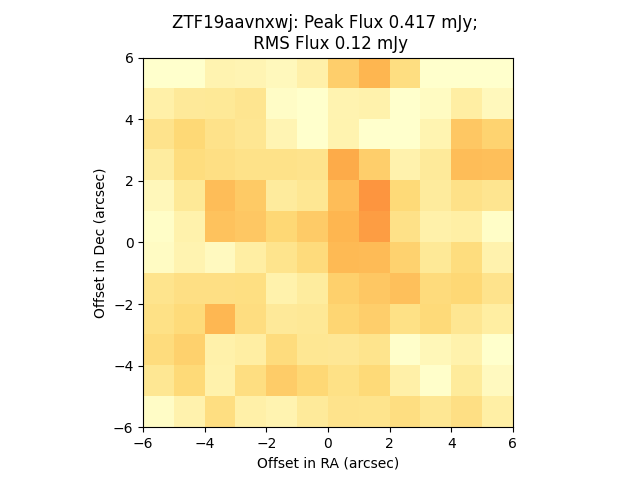 ZTF19aavnxwj: Peak Flux 0.417 mJy;
RMS Flux 0.12 mJy
6
4
2
0
−2
−4
−6
Offset in Dec (arcsec)
−6 −4 −2 0 2 4 6
Offset in RA (arcsec)